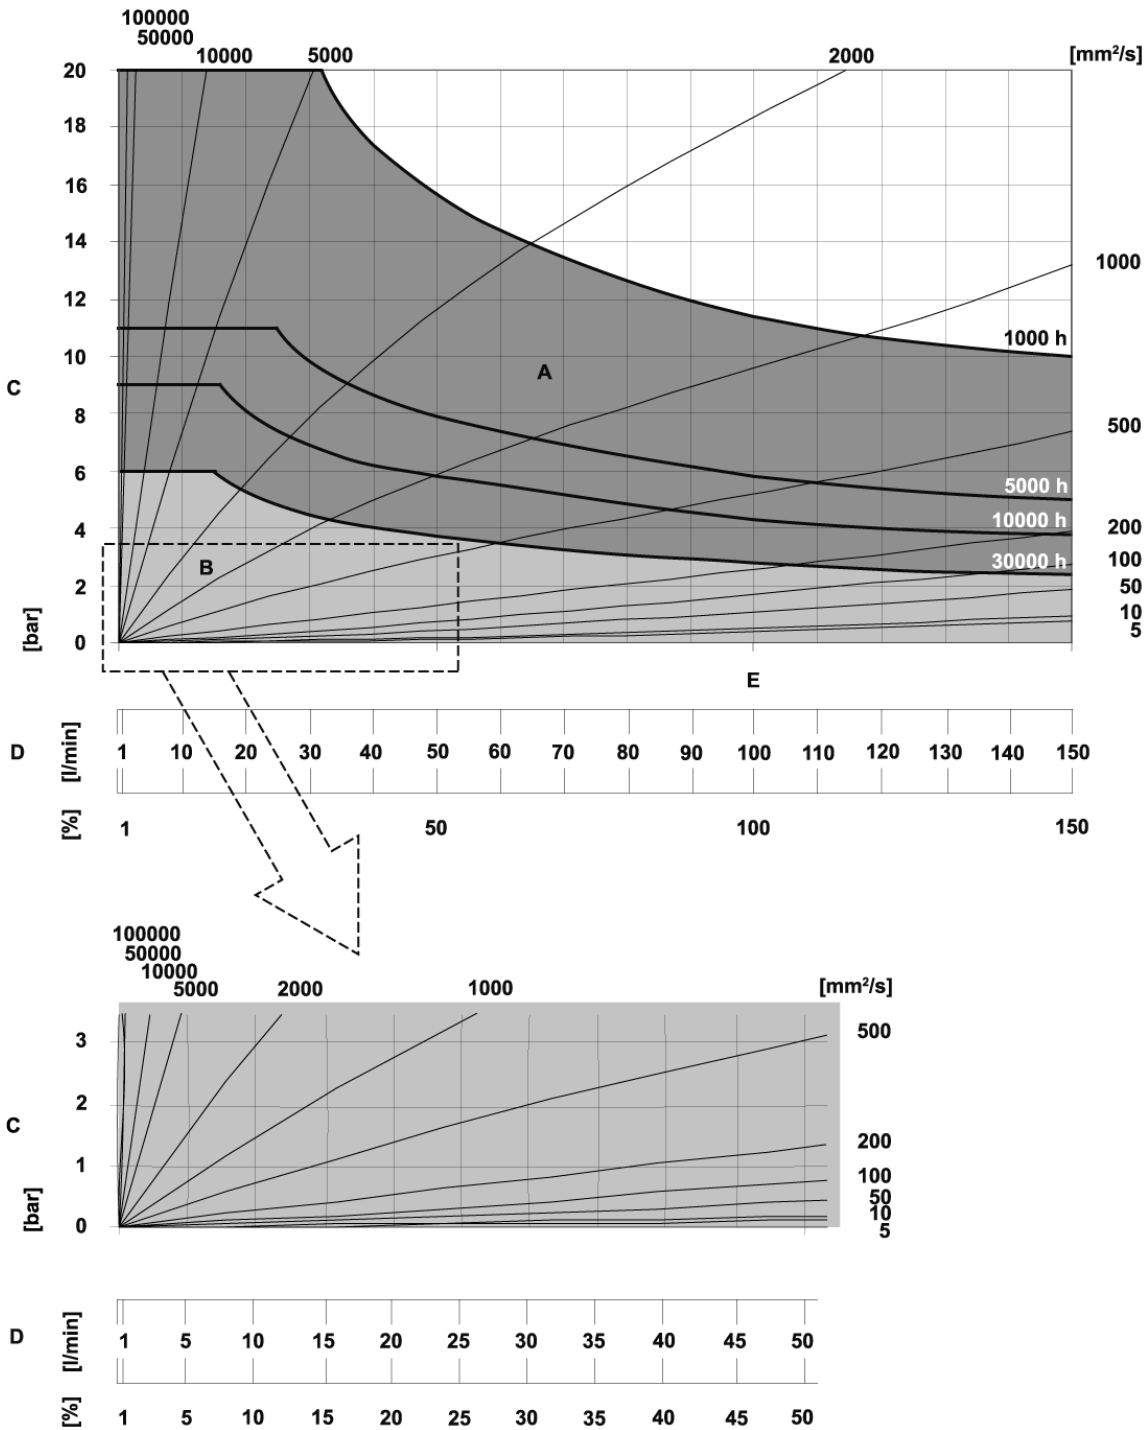 100000
50000
10000 5000 2000 [mm²/s]
20
18
16
14
1000
12
1000 h
10
A
C
8
500
6
5000 h
10000 h 200
4
30000 h 100
B
2 50
10
[bar]
0 5
E
D [l/min] 1 10 20 30 40 50 60 70 80 90 100 110 120 130 140 150
[%] 1 50 100 150
100000
50000
10000
5000 2000 1000 [mm²/s]
500
3
2
C 200
1 100
50
[bar] 10
0 5
D [l/min] 1 5 10 15 20 25 30 35 40 45 50
[%] 1 5 10 15 20 25 30 35 40 45 50